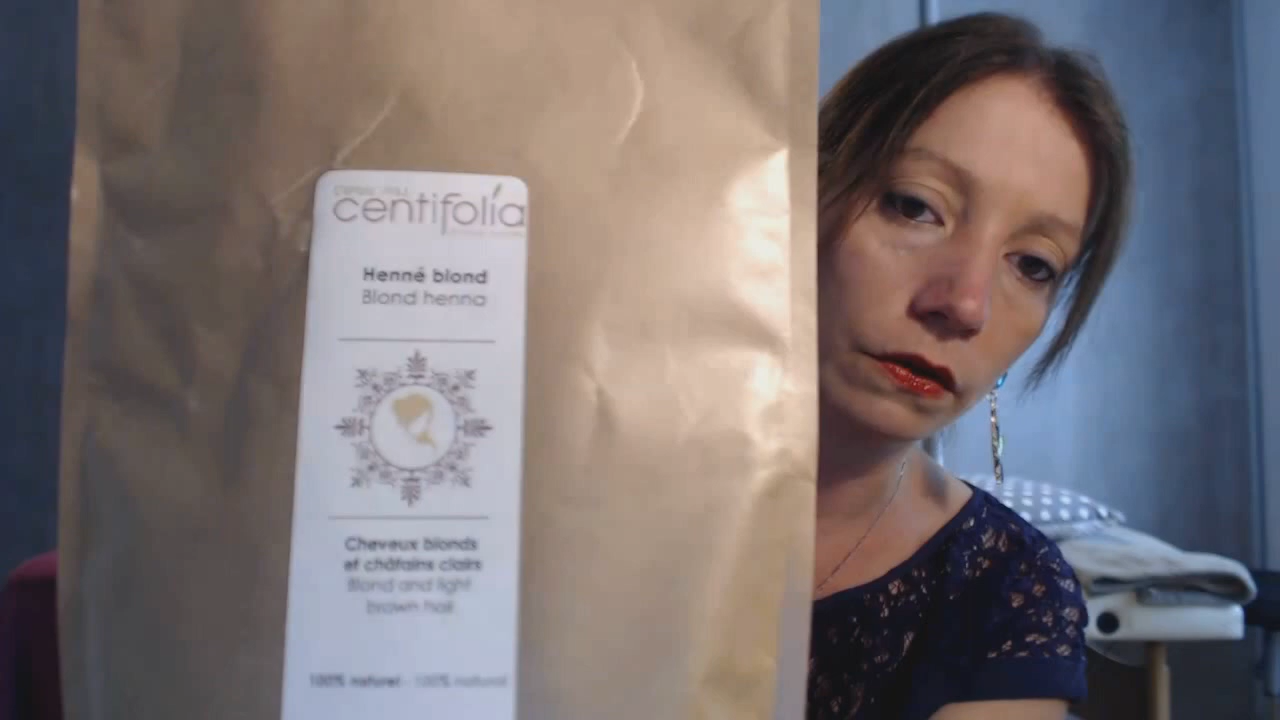 centifolia
Henné blond
Blond henna
Cheveux blonds
et châtains clairs
Blond and light
brown hair
100% naturel - 100% natural